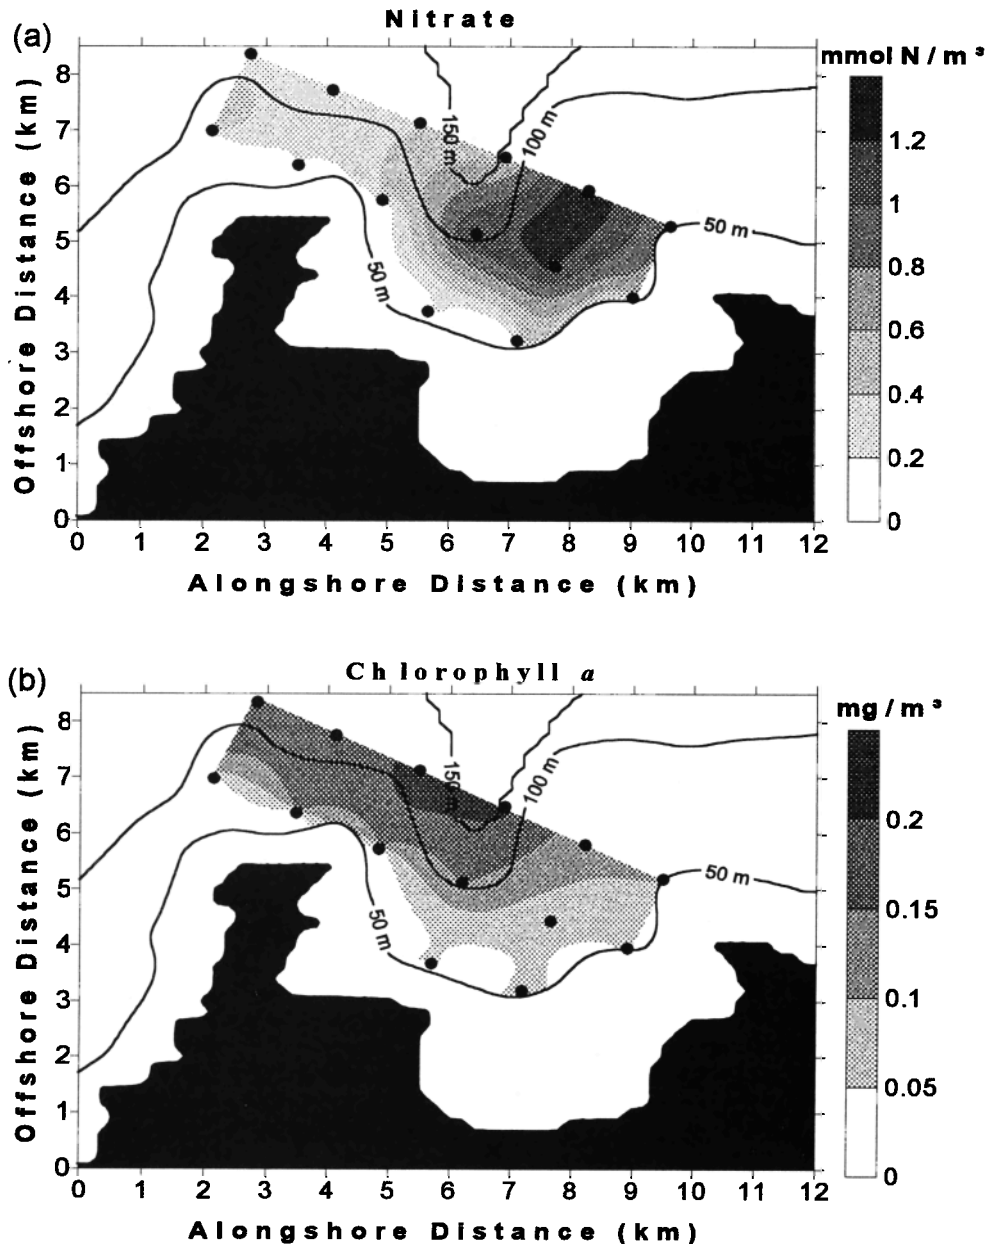 (a)
Nitrate
mmol N / m ³
Offshore Distance (km)
8
7
6
5
4
3
2
1
0
150 m
100 m
50 m
50 m
1.2
1
0.8
0.6
0.4
0.2
0
0 1 2 3 4 5 6 7 8 9 10 11 12
Alongshore Distance (km)
(b)
Chlorophyll a
mg / m ³
Offshore Distance (km)
8
7
6
5
4
3
2
1
0
150 m
100 m
50 m
50 m
0.2
0.15
0.1
0.05
0
0 1 2 3 4 5 6 7 8 9 10 11 12
Alongshore Distance (km)